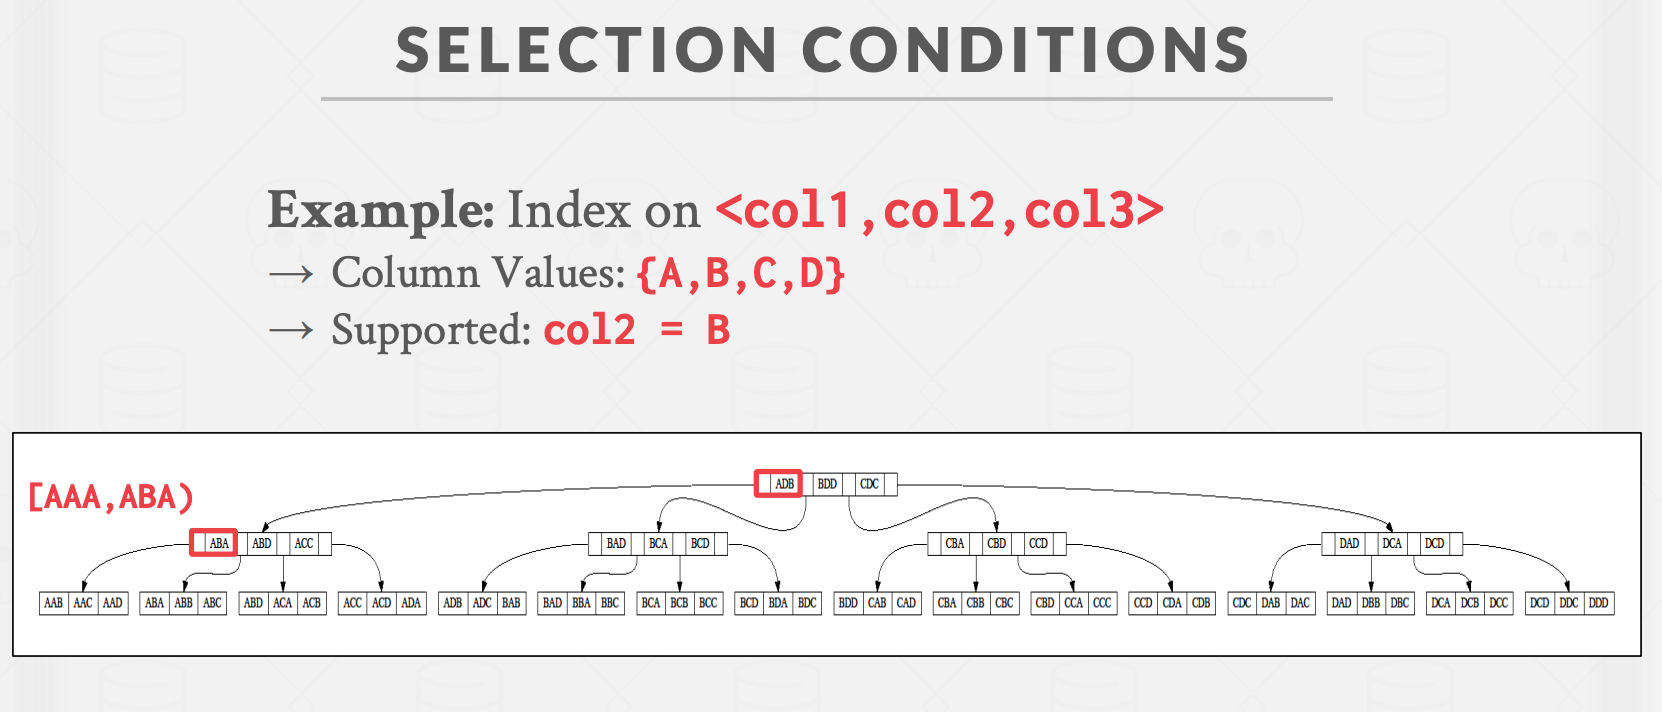 SELECTION CONDITIONS
Example: Index on <col1,col2,col3>
→ Column Values: {A,B,C,D}
→ Supported: col2 = B
[AAA,ABA)
ADB BDD CDC
ABA ABD ACC BAD BCA BCD CBA CBD CCD DAD DCA DCD
AAB AAC AAD ABA ABB ABC ABD ACA ACB ACC ACD ADA ADB ADC BAB BAD BBA BBC BCA BCB BCC BCD BDA BDC BDD CAB CAD CBA CBB CBC CBD CCA CCC CCD CDA CDB CDC DAB DAC DAD DBB DBC DCA DCB DCC DCD DDC DDD